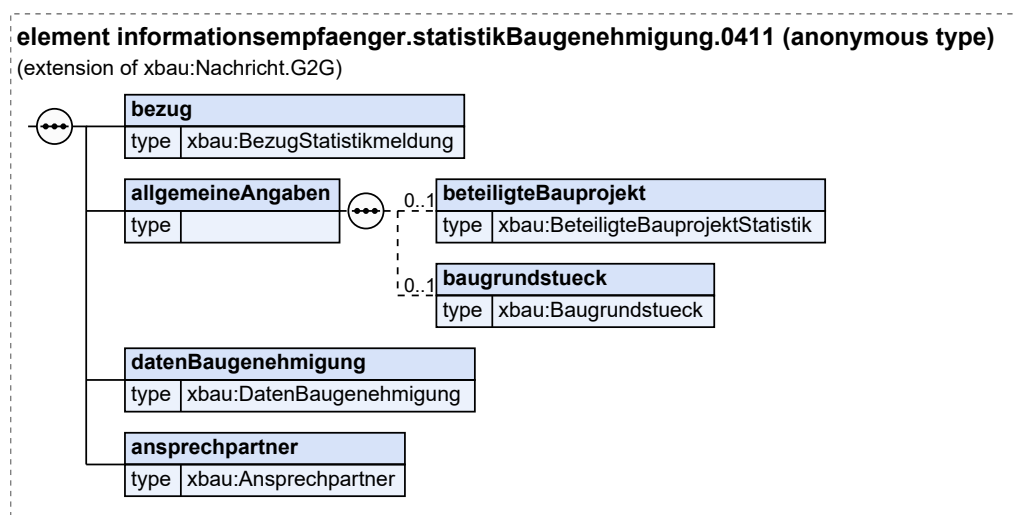 element informationsempfaenger.statistikBaugenehmigung.0411 (anonymous type)
(extension of xbau:Nachricht.G2G)
bezug
type xbau:BezugStatistikmeldung
allgemeineAngaben
type
0..1 beteiligteBauprojekt
type xbau:BeteiligteBauprojektStatistik
0..1 baugrundstueck
type xbau:Baugrundstueck
datenBaugenehmigung
type xbau:DatenBaugenehmigung
ansprechpartner
type xbau:Ansprechpartner